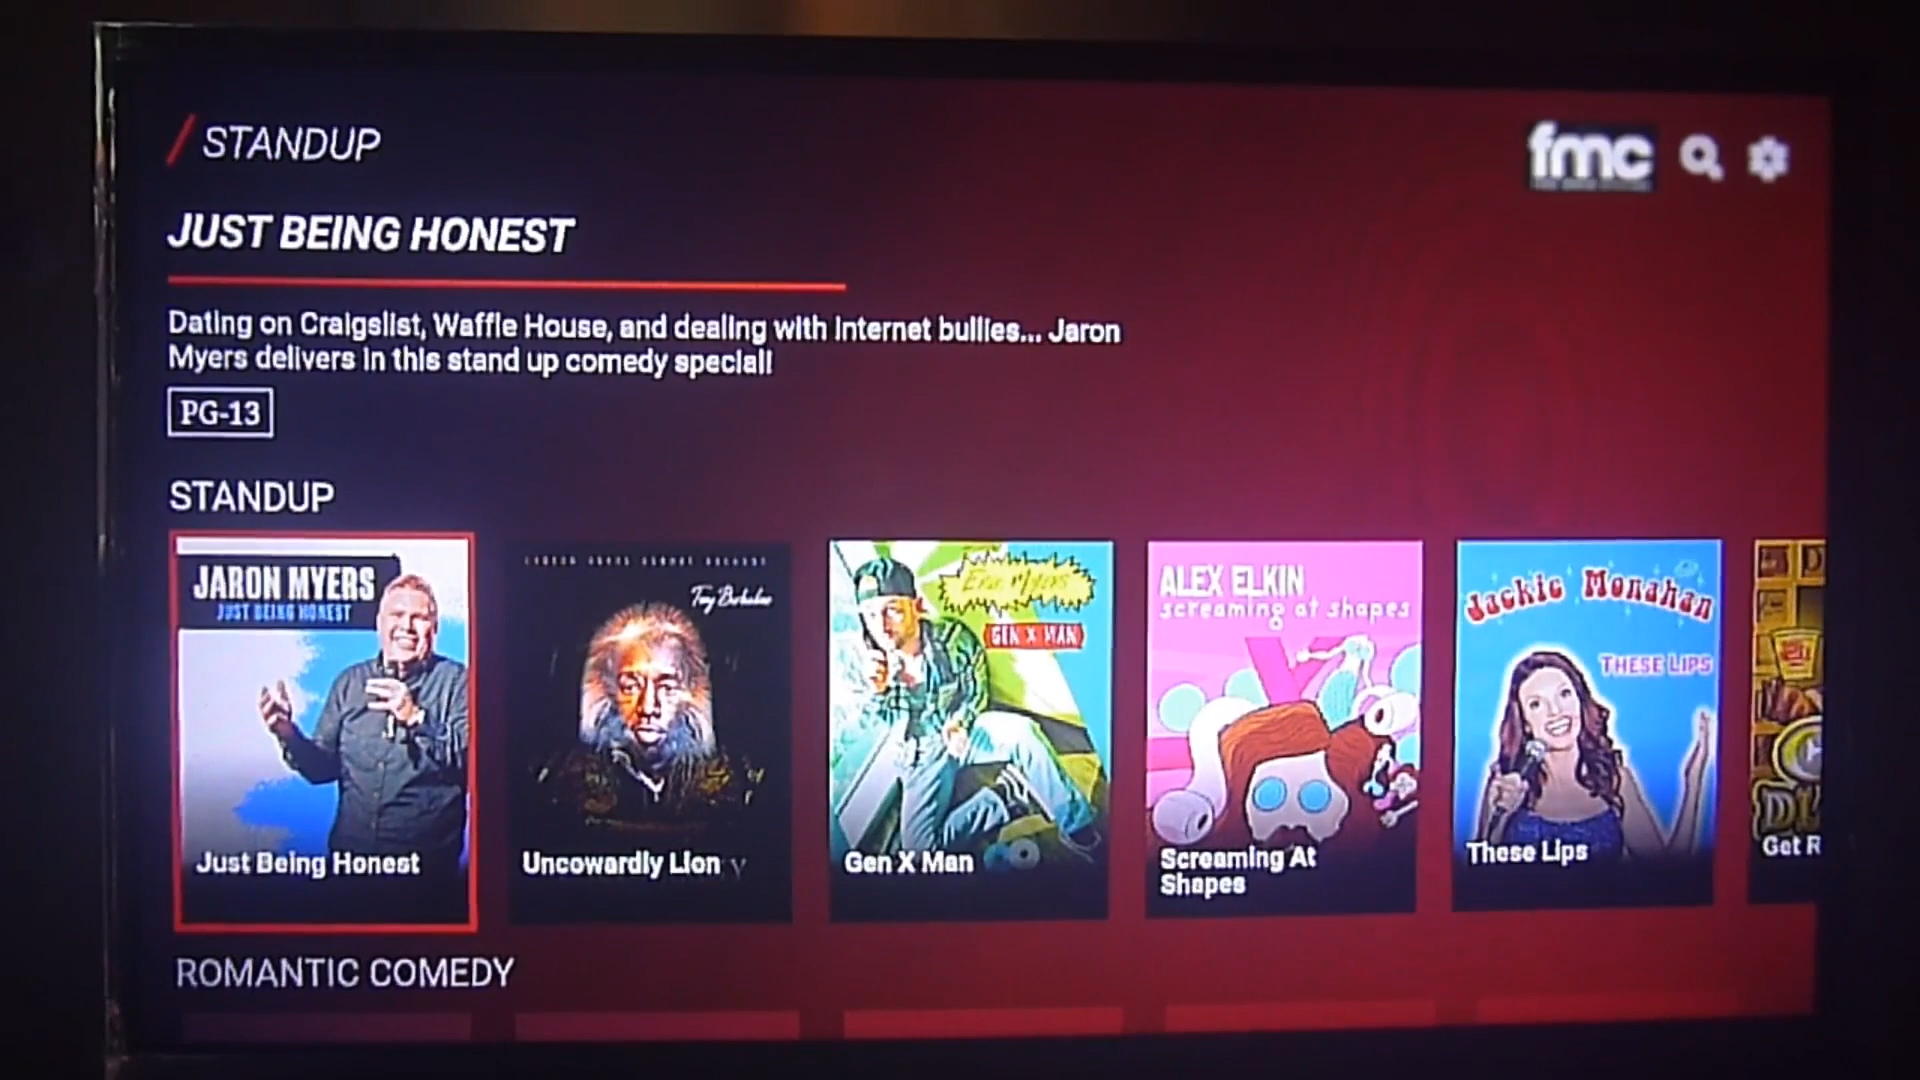 / STANDUP
fmc
JUST BEING HONEST
Dating on Craigslist, Waffle House, and dealing with internet bullies... Jaron
Myers delivers in this stand up comedy special!
PG-13
STANDUP
JARON MYERS
JUST BEING HONEST
Just Being Honest
Uncowardly Lion
GEN X MAN
Gen X Man
ALEX ELKIN
screaming at shapes
Screaming At
Shapes
Jackie Monahan
THESE LIPS
These Lips
Get R
ROMANTIC COMEDY